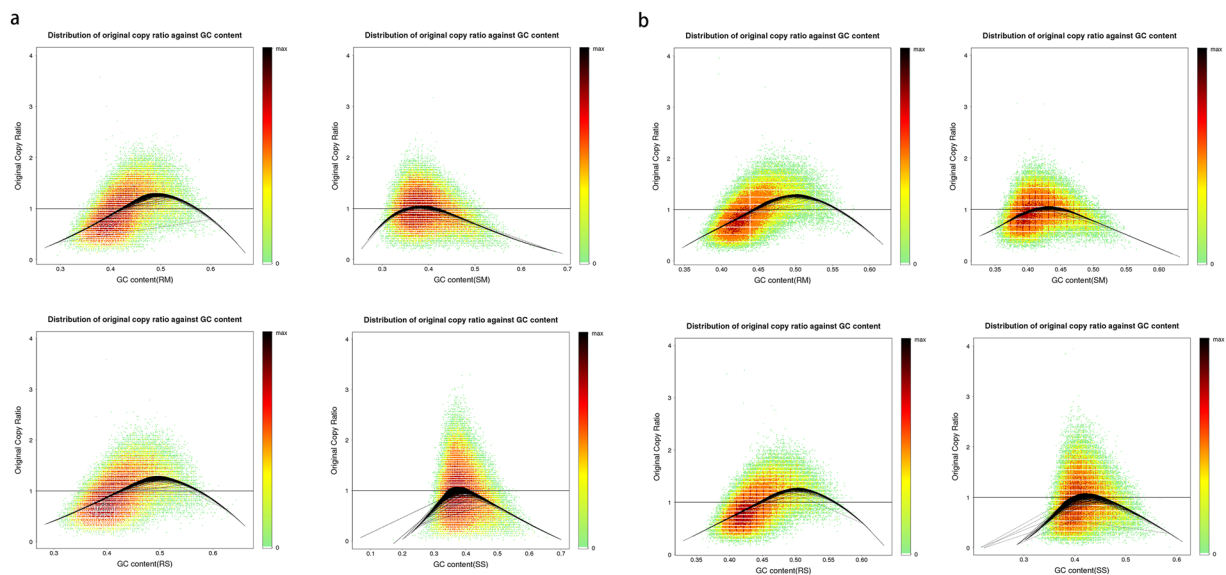 a
Distribution of original copy ratio against GC content
Original Copy Ratio
4
3
2
1
0
0.3 0.4 0.5 0.6
GC content(RM)
max
0
Distribution of original copy ratio against GC content
Original Copy Ratio
4
3
2
1
0
0.3 0.4 0.5 0.6 0.7
GC content(SM)
max
0
Distribution of original copy ratio against GC content
Original Copy Ratio
4
3
2
1
0
0.3 0.4 0.5 0.6
GC content(RS)
max
0
Distribution of original copy ratio against GC content
Original Copy Ratio
4
3
2
1
0
0.1 0.2 0.3 0.4 0.5 0.6 0.7
GC content(SS)
max
0
b
Distribution of original copy ratio against GC content
Original Copy Ratio
4
3
2
1
0
0.35 0.40 0.45 0.50 0.55 0.60
GC content(RM)
max
0
Distribution of original copy ratio against GC content
Original Copy Ratio
4
3
2
1
0
0.35 0.40 0.45 0.50 0.55 0.60
GC content(SM)
max
0
Distribution of original copy ratio against GC content
Original Copy Ratio
4
3
2
1
0
0.35 0.40 0.45 0.50 0.55 0.60
GC content(RS)
max
0
Distribution of original copy ratio against GC content
Original Copy Ratio
4
3
2
1
0
0.3 0.4 0.5 0.6
GC content(SS)
max
0